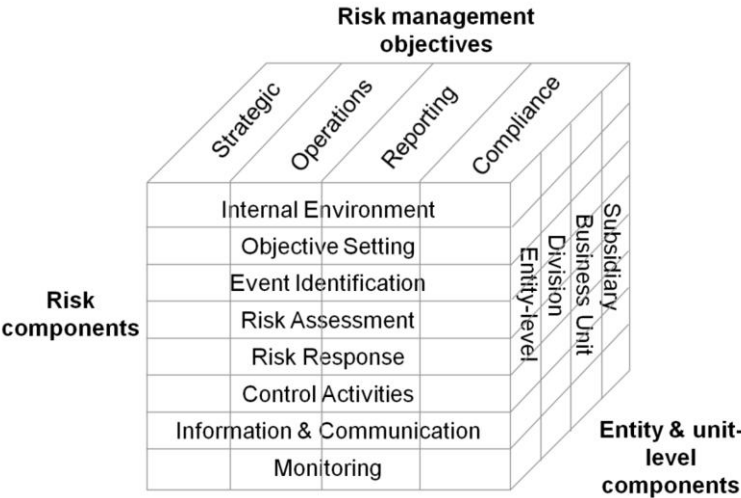 Risk management
objectives
Strategic
Operations
Reporting
Compliance
Internal Environment
Objective Setting
Event Identification
Risk Assessment
Risk Response
Control Activities
Information & Communication
Monitoring
Risk
components
Entity-level
Division
Business Unit
Subsidiary
Entity & unit-
level
components